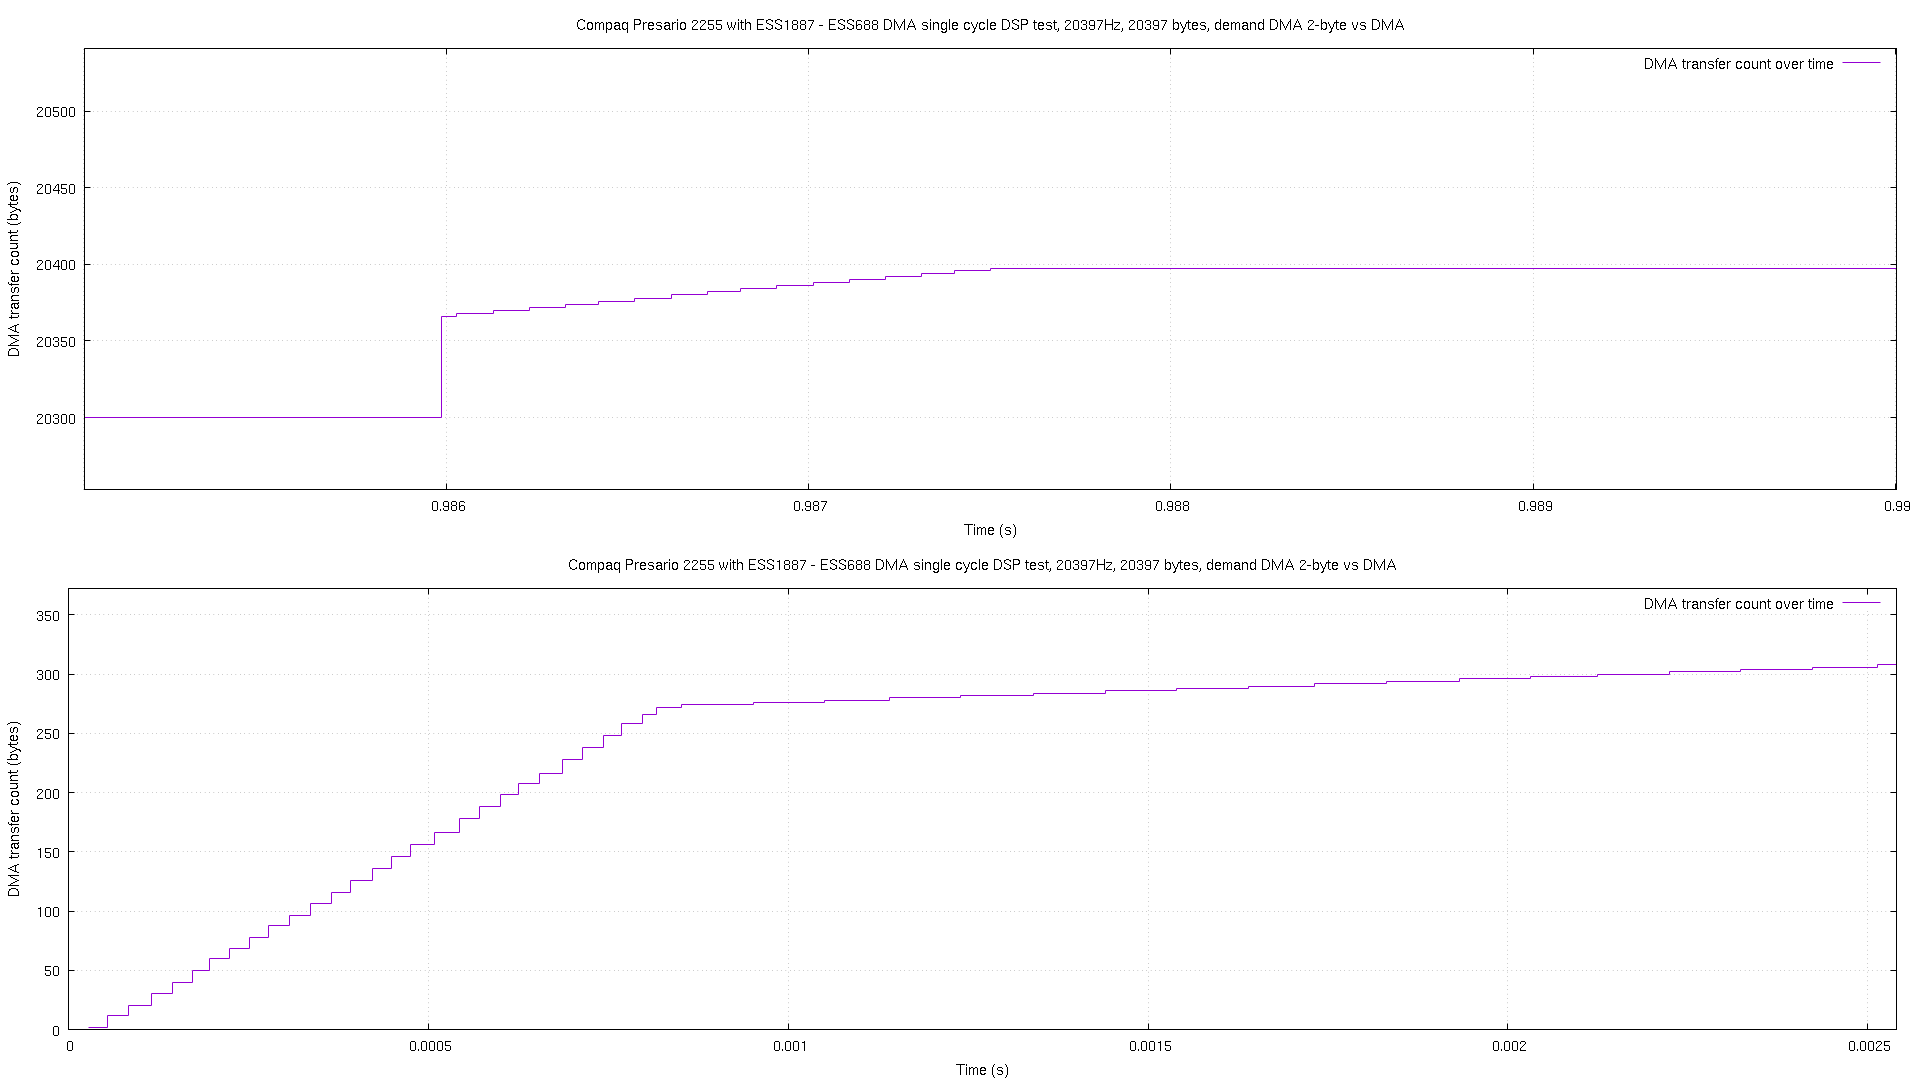 Compaq Presario 2255 with ESS1887 - ESS688 DMA single cycle DSP test, 20397Hz, 20397 bytes, demand DMA 2-byte vs DMA
DMA transfer count over time
20500
20450
20400
20350
20300
DMA transfer count (bytes)
0.986 0.987 0.988 0.989 0.99
Time (s)
Compaq Presario 2255 with ESS1887 - ESS688 DMA single cycle DSP test, 20397Hz, 20397 bytes, demand DMA 2-byte vs DMA
DMA transfer count over time
350
300
250
200
150
100
50
0
DMA transfer count (bytes)
0 0.0005 0.001 0.0015 0.002 0.0025
Time (s)